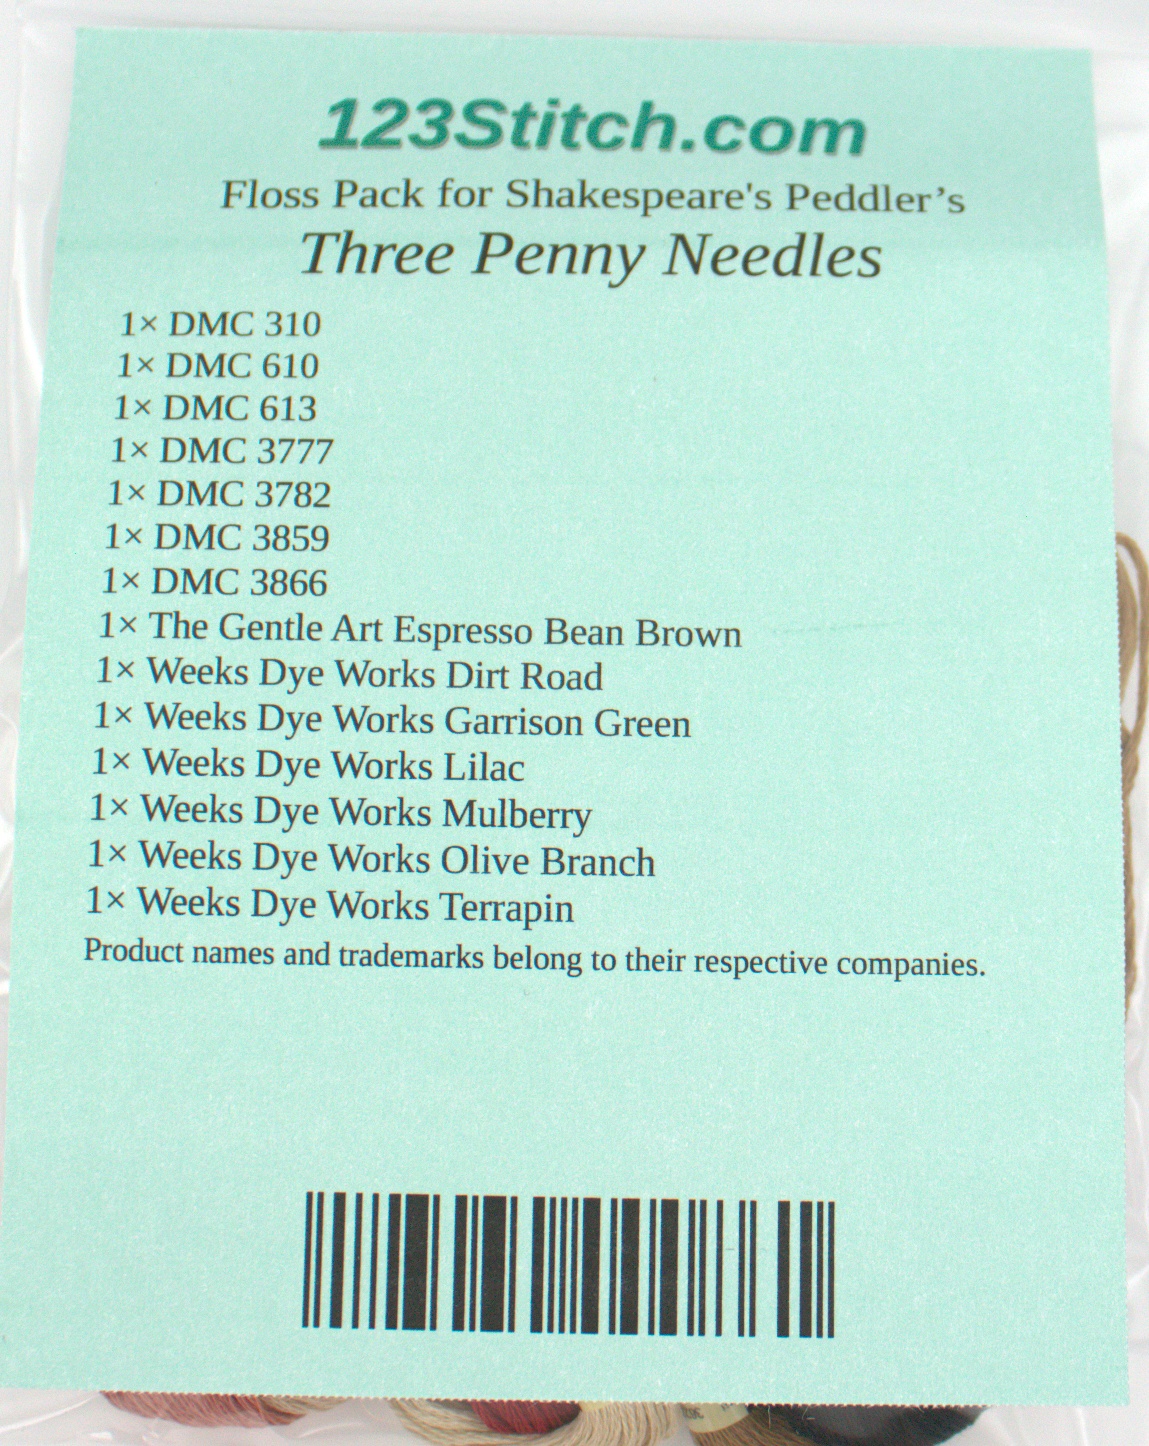 123Stitch.com
Floss Pack for Shakespeare's Peddler’s
Three Penny Needles
1× DMC 310
1× DMC 610
1× DMC 613
1× DMC 3777
1× DMC 3782
1× DMC 3859
1× DMC 3866
1× The Gentle Art Espresso Bean Brown
1× Weeks Dye Works Dirt Road
1× Weeks Dye Works Garrison Green
1× Weeks Dye Works Lilac
1× Weeks Dye Works Mulberry
1× Weeks Dye Works Olive Branch
1× Weeks Dye Works Terrapin
Product names and trademarks belong to their respective companies.